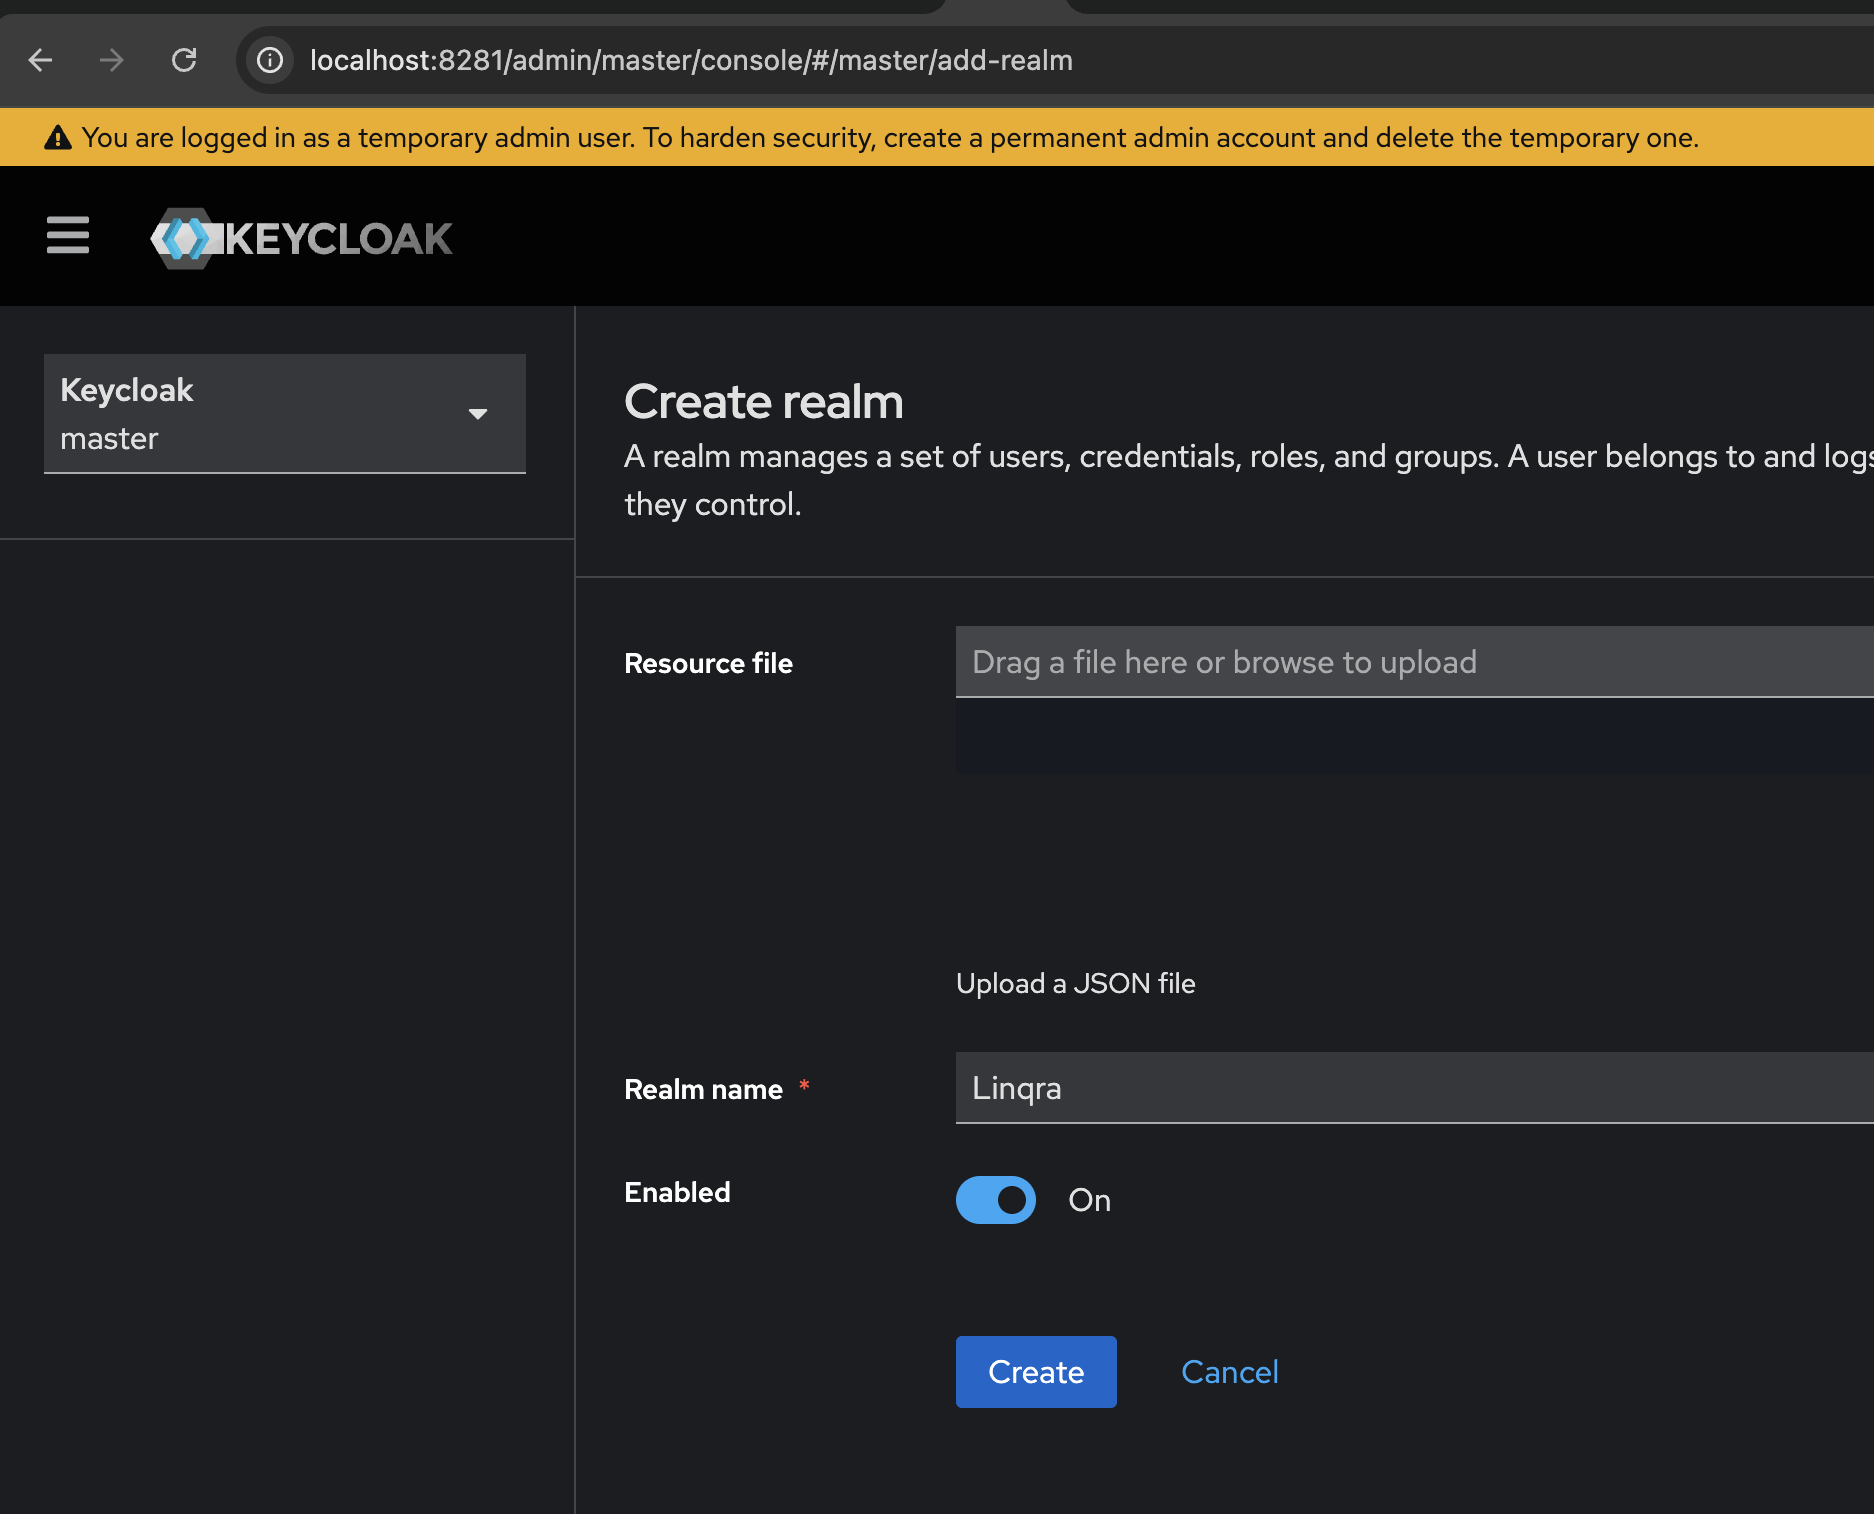 localhost:8281/admin/master/console/#/master/add-realm
You are logged in as a temporary admin user. To harden security, create a permanent admin account and delete the temporary one.
KEYCLOAK
Keycloak
master
Create realm
A realm manages a set of users, credentials, roles, and groups. A user belongs to and logs
they control.
Resource file
Drag a file here or browse to upload
Upload a JSON file
Realm name *
Linqra
Enabled
On
Create
Cancel